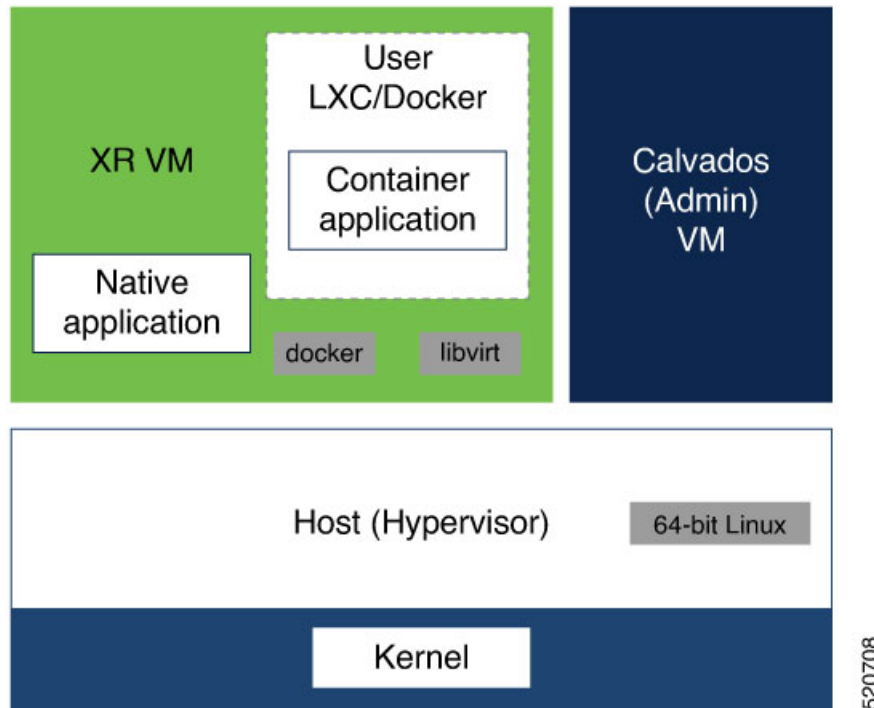 User
LXC/Docker
XR VM
Container
application
Native
application
docker
libvirt
Calvados
(Admin)
VM
Host (Hypervisor)
64-bit Linux
Kernel
520708